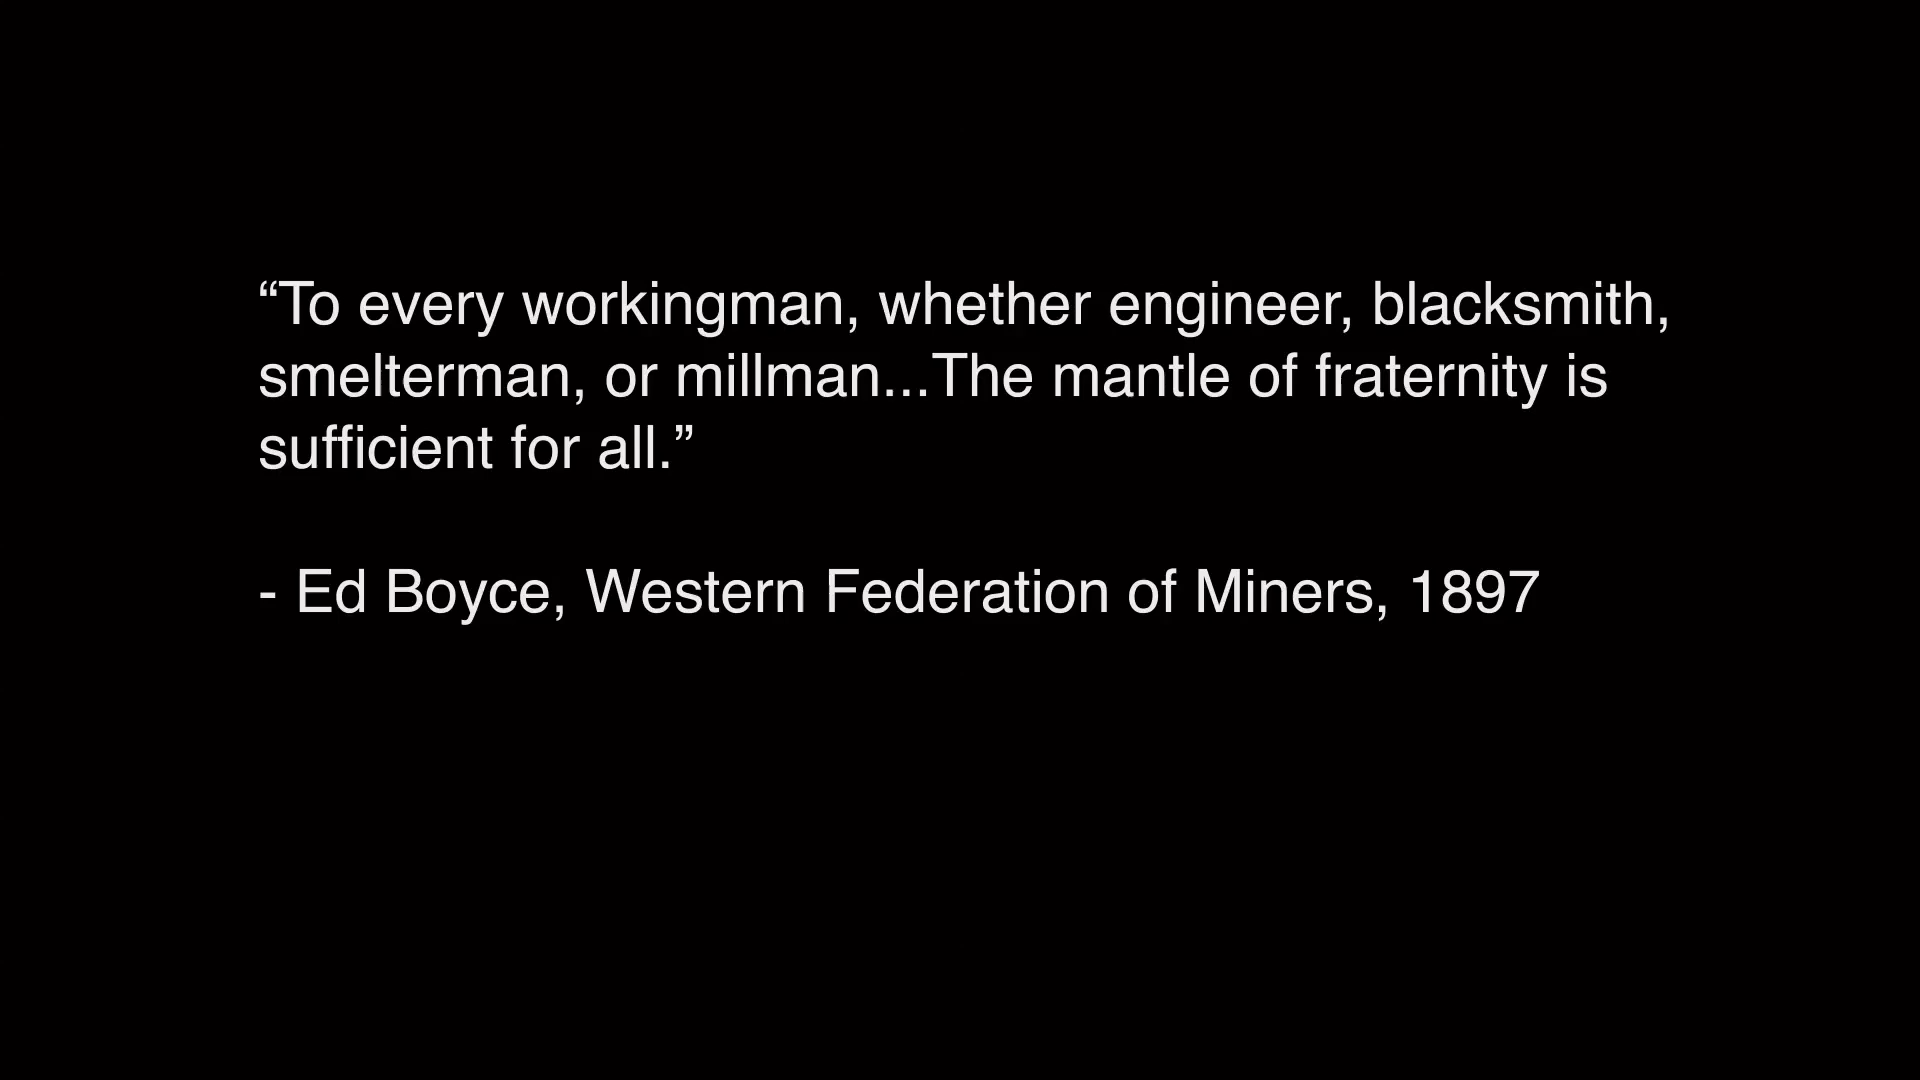 “To every workingman, whether engineer, blacksmith,
smelterman, or millman...The mantle of fraternity is
sufficient for all.”
- Ed Boyce, Western Federation of Miners, 1897